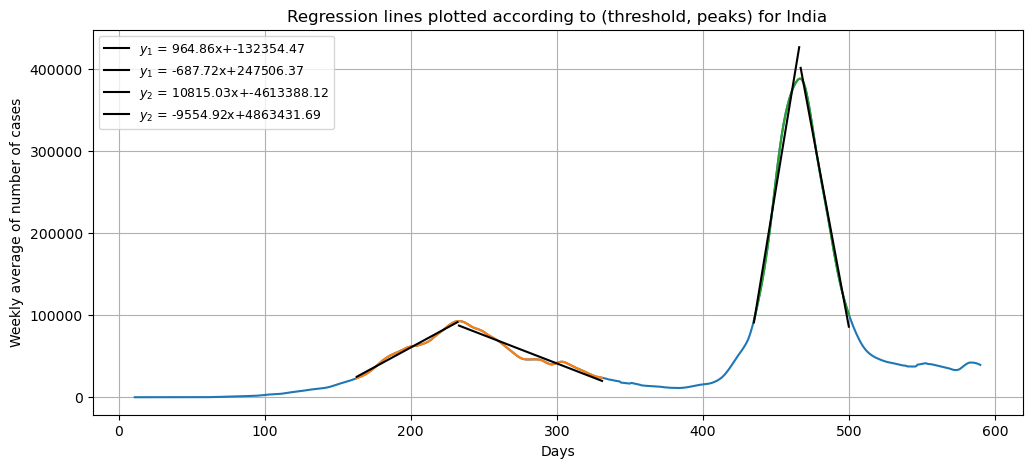 Regression lines plotted according to (threshold, peaks) for India
y₁ = 964.86x+-132354.47
y₁ = -687.72x+247506.37
y₂ = 10815.03x+-4613388.12
y₂ = -9554.92x+4863431.69
Weekly average of number of cases
400000
300000
200000
100000
0
0 100 200 300 400 500 600
Days